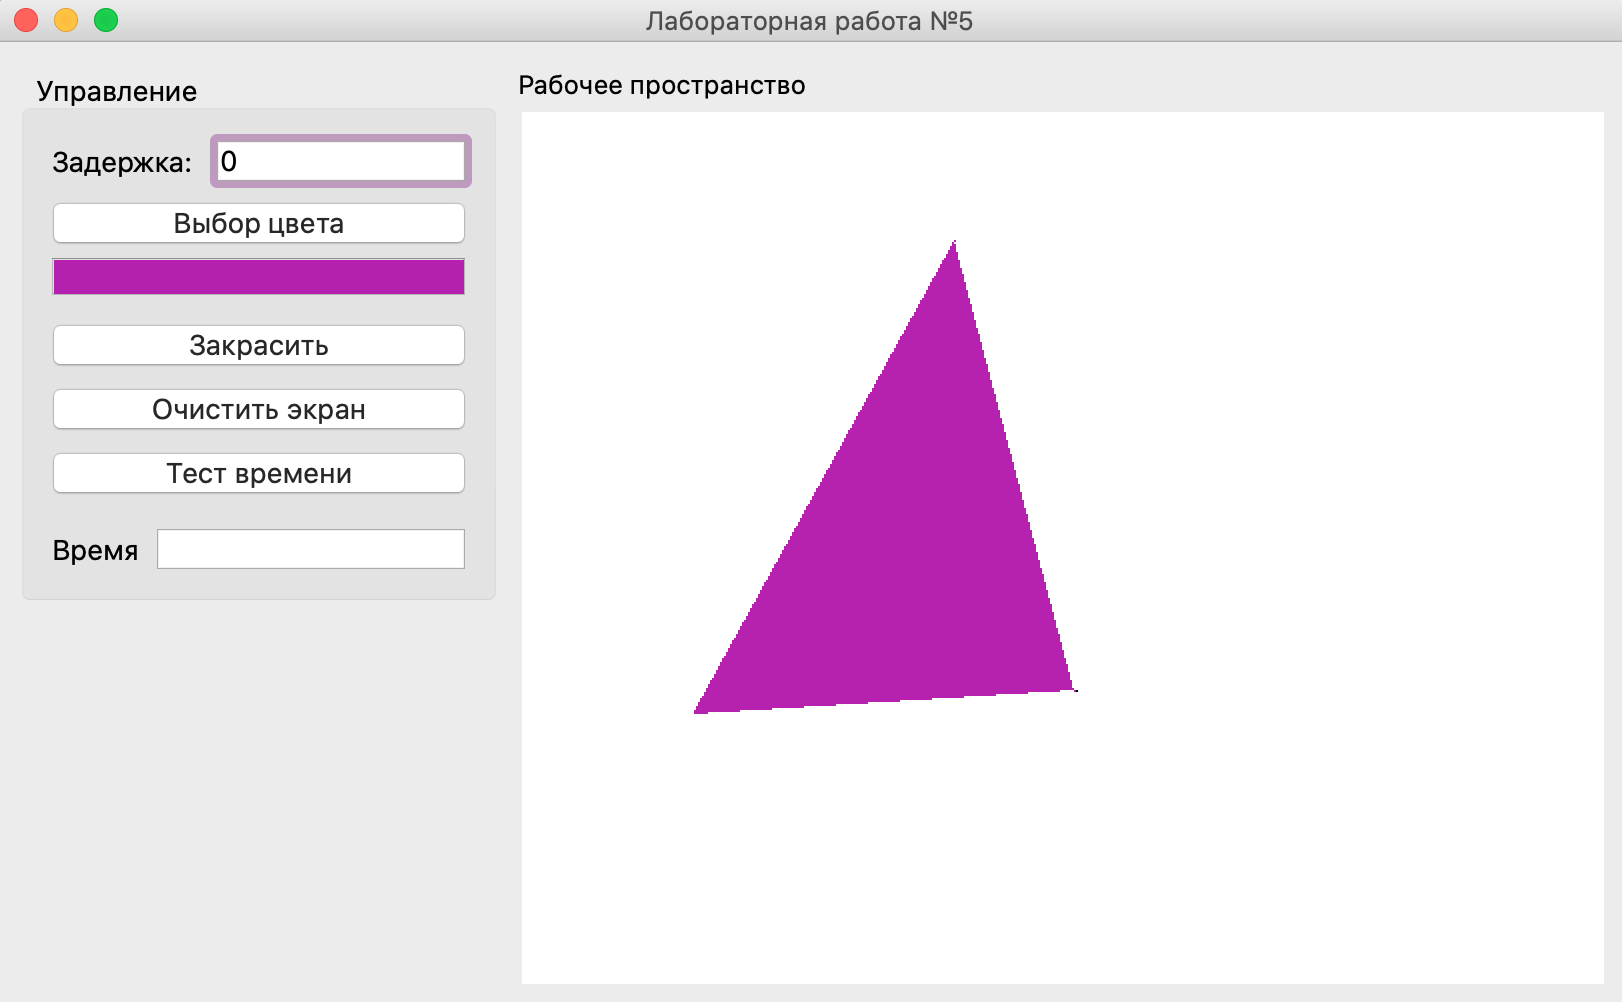 Лабораторная работа №5
Управление
Рабочее пространство
Задержка: 0
Выбор цвета
Закрасить
Очистить экран
Тест времени
Время